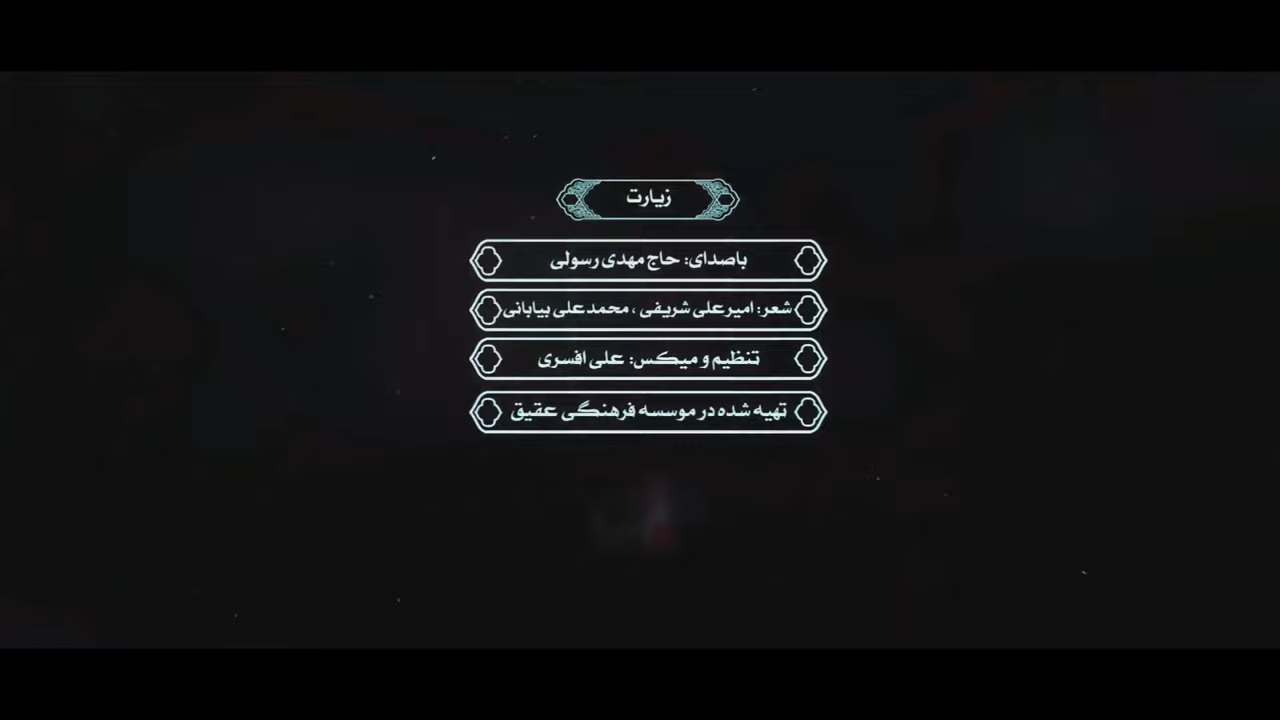 زیارت
باصدای: حاج مهدی رسولی
شعر: امیرعلی شریفی ، محمدعلی بیابانی
تنظیم و میکس: علی افسری
تهیه شده در موسسه فرهنگی عقیق